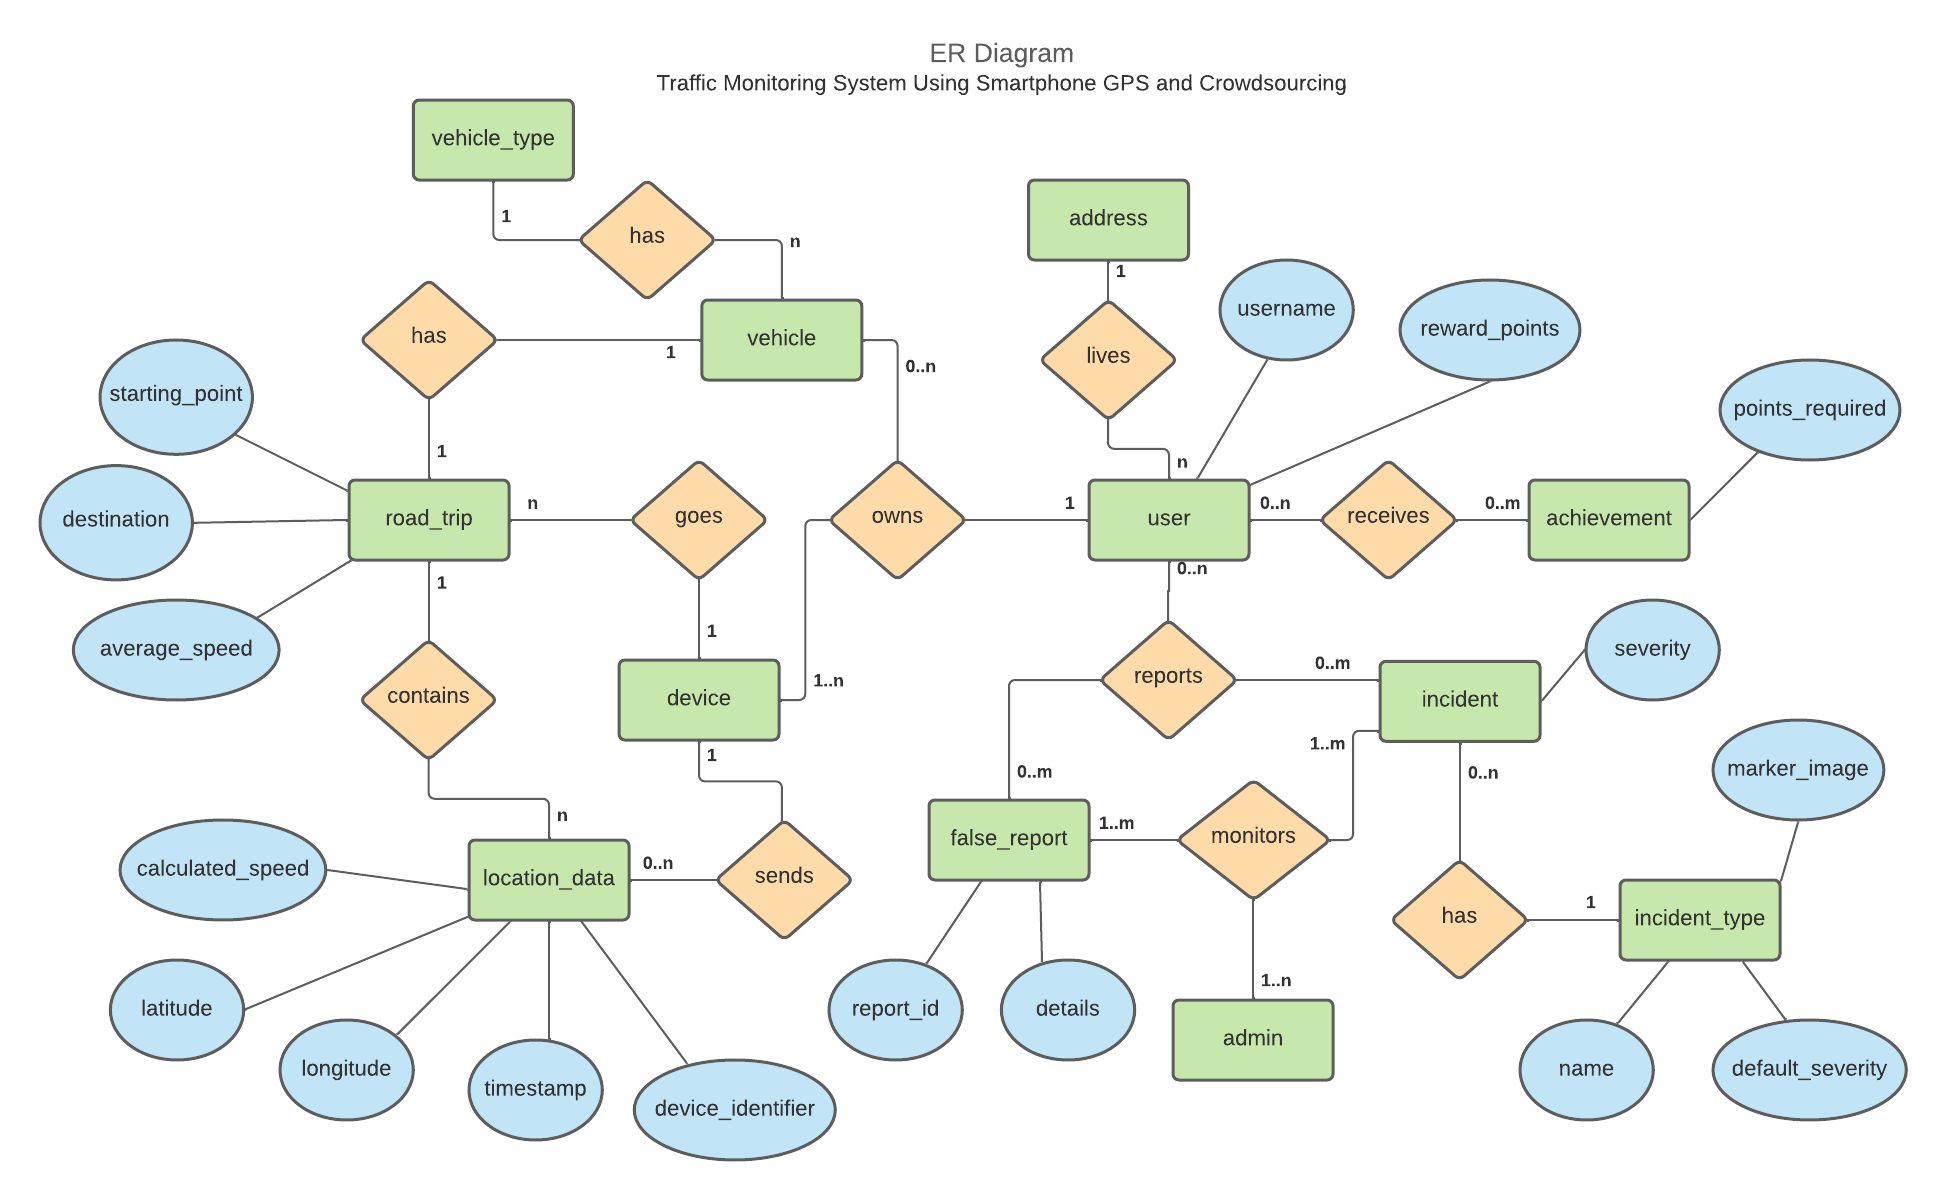 ER Diagram
Traffic Monitoring System Using Smartphone GPS and Crowdsourcing
vehicle_type
1
has
n
address
1
has
1
vehicle
0..n
lives
username
reward_points
starting_point
1
n
points_required
destination
road_trip
n
goes
owns
1
user
0..n
receives
0..m
achievement
average_speed
1
1
0..n
contains
device
1..n
reports
0..m
incident
severity
1
0..m
1..m
0..n
marker_image
n
calculated_speed
location_data
0..n
sends
false_report
1..m
monitors
has
1
incident_type
latitude
longitude
timestamp
device_identifier
report_id
details
1..n
admin
name
default_severity